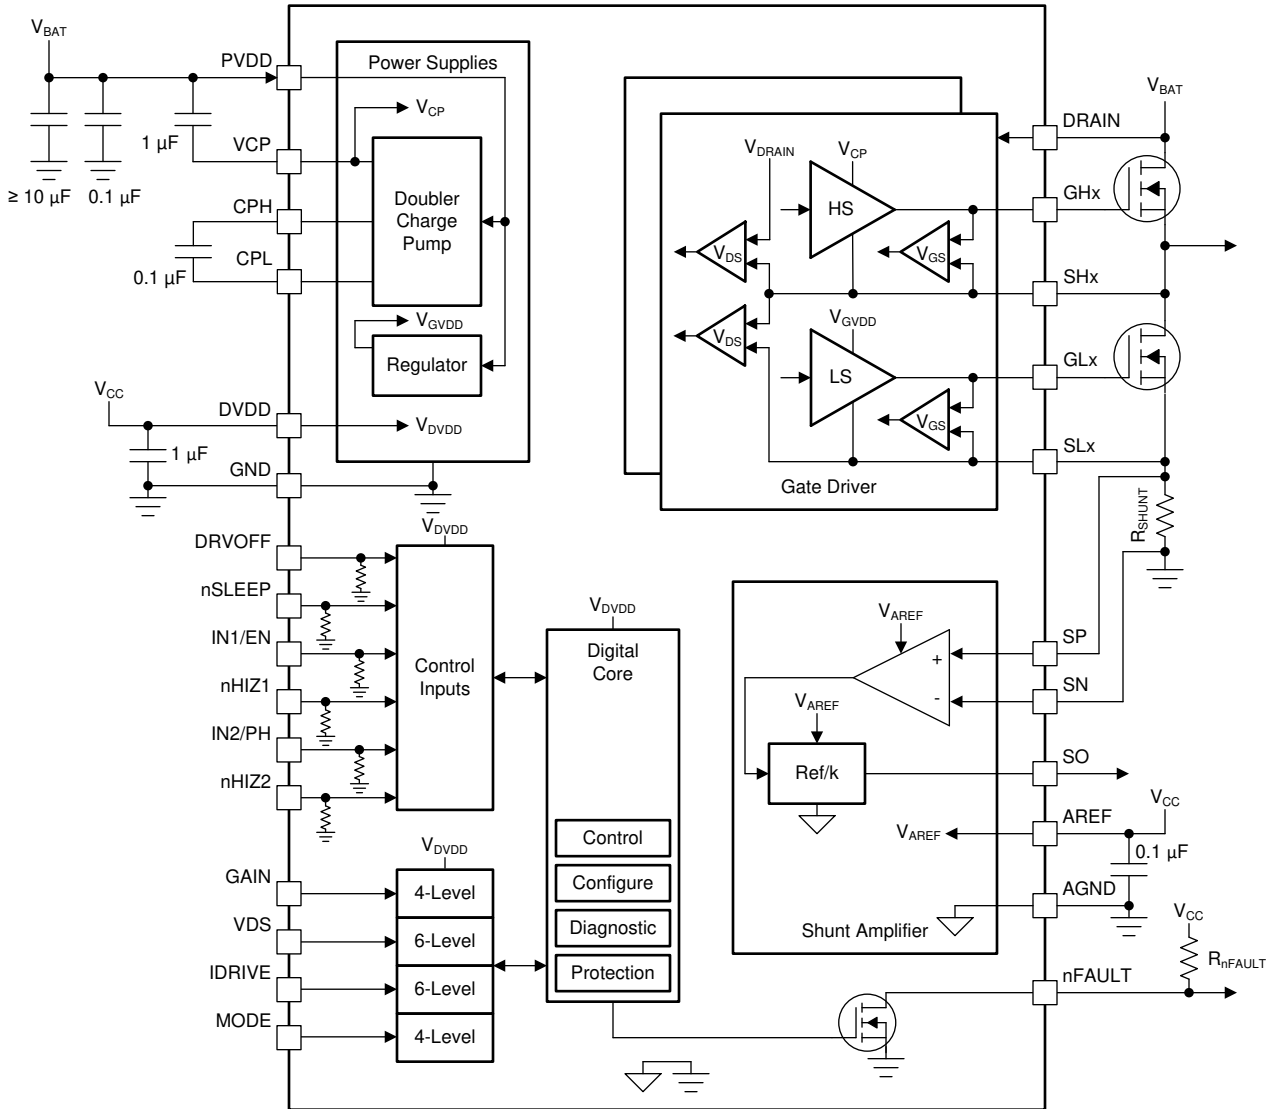 VBAT
PVDD
1 µF
VCP
≥ 10 µF
0.1 µF
CPH
0.1 µF
CPL
Power Supplies
VCP
Doubler
Charge
Pump
VGVDD
Regulator
VCC
DVDD
VDVDD
1 µF
GND
VDRAIN
VCP
HS
VDS
VGS
VDS
VGVDD
LS
VGS
Gate Driver
VBAT
DRAIN
GHx
SHx
GLx
SLx
RSHUNT
DRVOFF
nSLEEP
IN1/EN
nHIZ1
IN2/PH
nHIZ2
VDVDD
Control
Inputs
VDVDD
Digital
Core
Control
Configure
Diagnostic
Protection
GAIN
VDS
IDRIVE
MODE
VDVDD
4-Level
6-Level
6-Level
4-Level
VAREF
+
-
VAREF
Ref/k
VAREF
Shunt Amplifier
SP
SN
SO
AREF
VCC
0.1 µF
AGND
VCC
RnFAULT
nFAULT